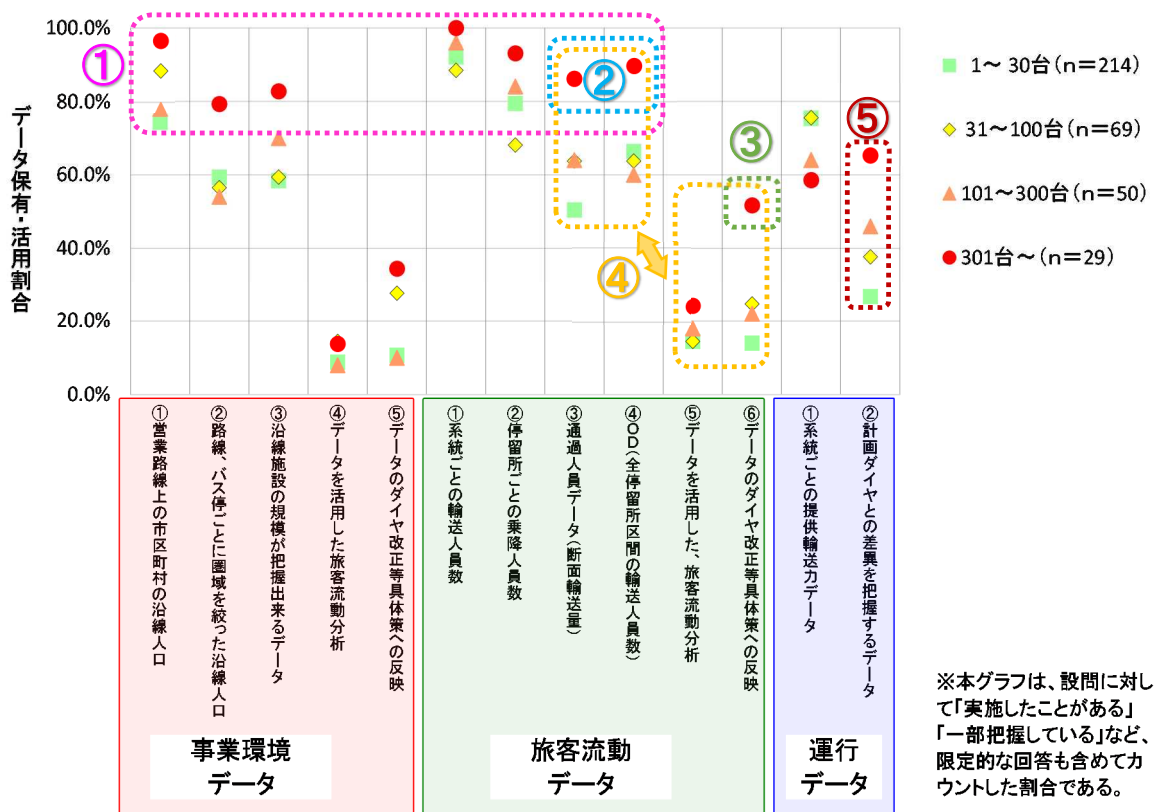 100.0%
80.0%
60.0%
40.0%
20.0%
0.0%
データ保有・活用割合
①
②
③
④
⑤
1～ 30台(n=214)
31～100台(n=69)
101～300台(n=50)
301台～(n=29)
①営業路線上の市区町村の沿線人口
②路線、バス停ごとに圏域を絞った沿線人口
③沿線施設の規模が把握出来るデータ
④データを活用した旅客流動分析
⑤データのダイヤ改正等具体策への反映
①系統ごとの輸送人員数
②停留所ごとの乗降人員数
③通過人員データ(断面輸送量)
④OD(全停留所区間の輸送人員数)
⑤データを活用した、旅客流動分析
⑥データのダイヤ改正等具体策への反映
①系統ごとの提供輸送力データ
②計画ダイヤとの差異を把握するデータ
事業環境
データ
旅客流動
データ
運行
データ
※本グラフは、設問に対し
て「実施したことがある」
「一部把握している」など、
限定的な回答も含めてカ
ウントした割合である。